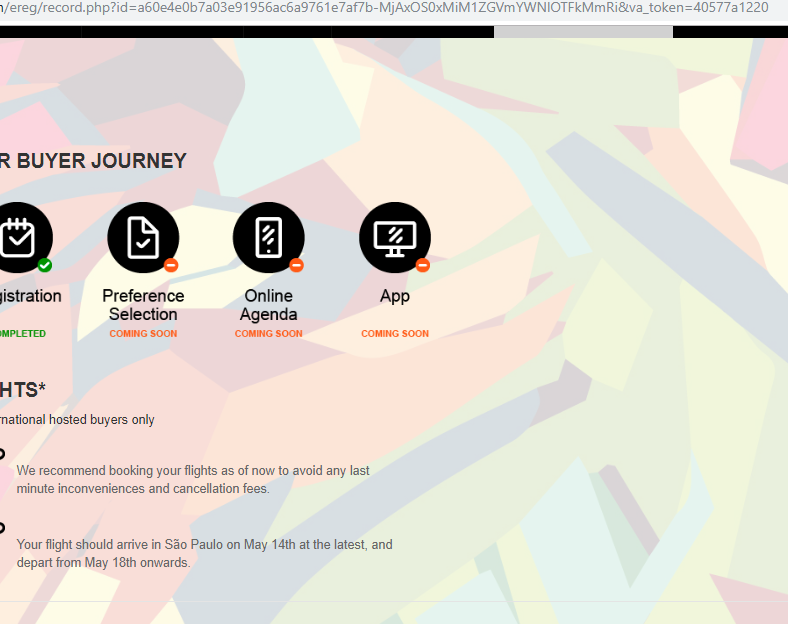 /ereg/record.php?id=a60e4e0b7a03e91956ac6a9761e7af7b-MjAxOS0xMiM1ZGVmYWNlOTFkMmRi&va_token=40577a1220
R BUYER JOURNEY
gistration
Preference
Selection
Online
Agenda
App
OMPLETED
COMING SOON
COMING SOON
COMING SOON
HTS*
rnational hosted buyers only
We recommend booking your flights as of now to avoid any last
minute inconveniences and cancellation fees.
Your flight should arrive in São Paulo on May 14th at the latest, and
depart from May 18th onwards.